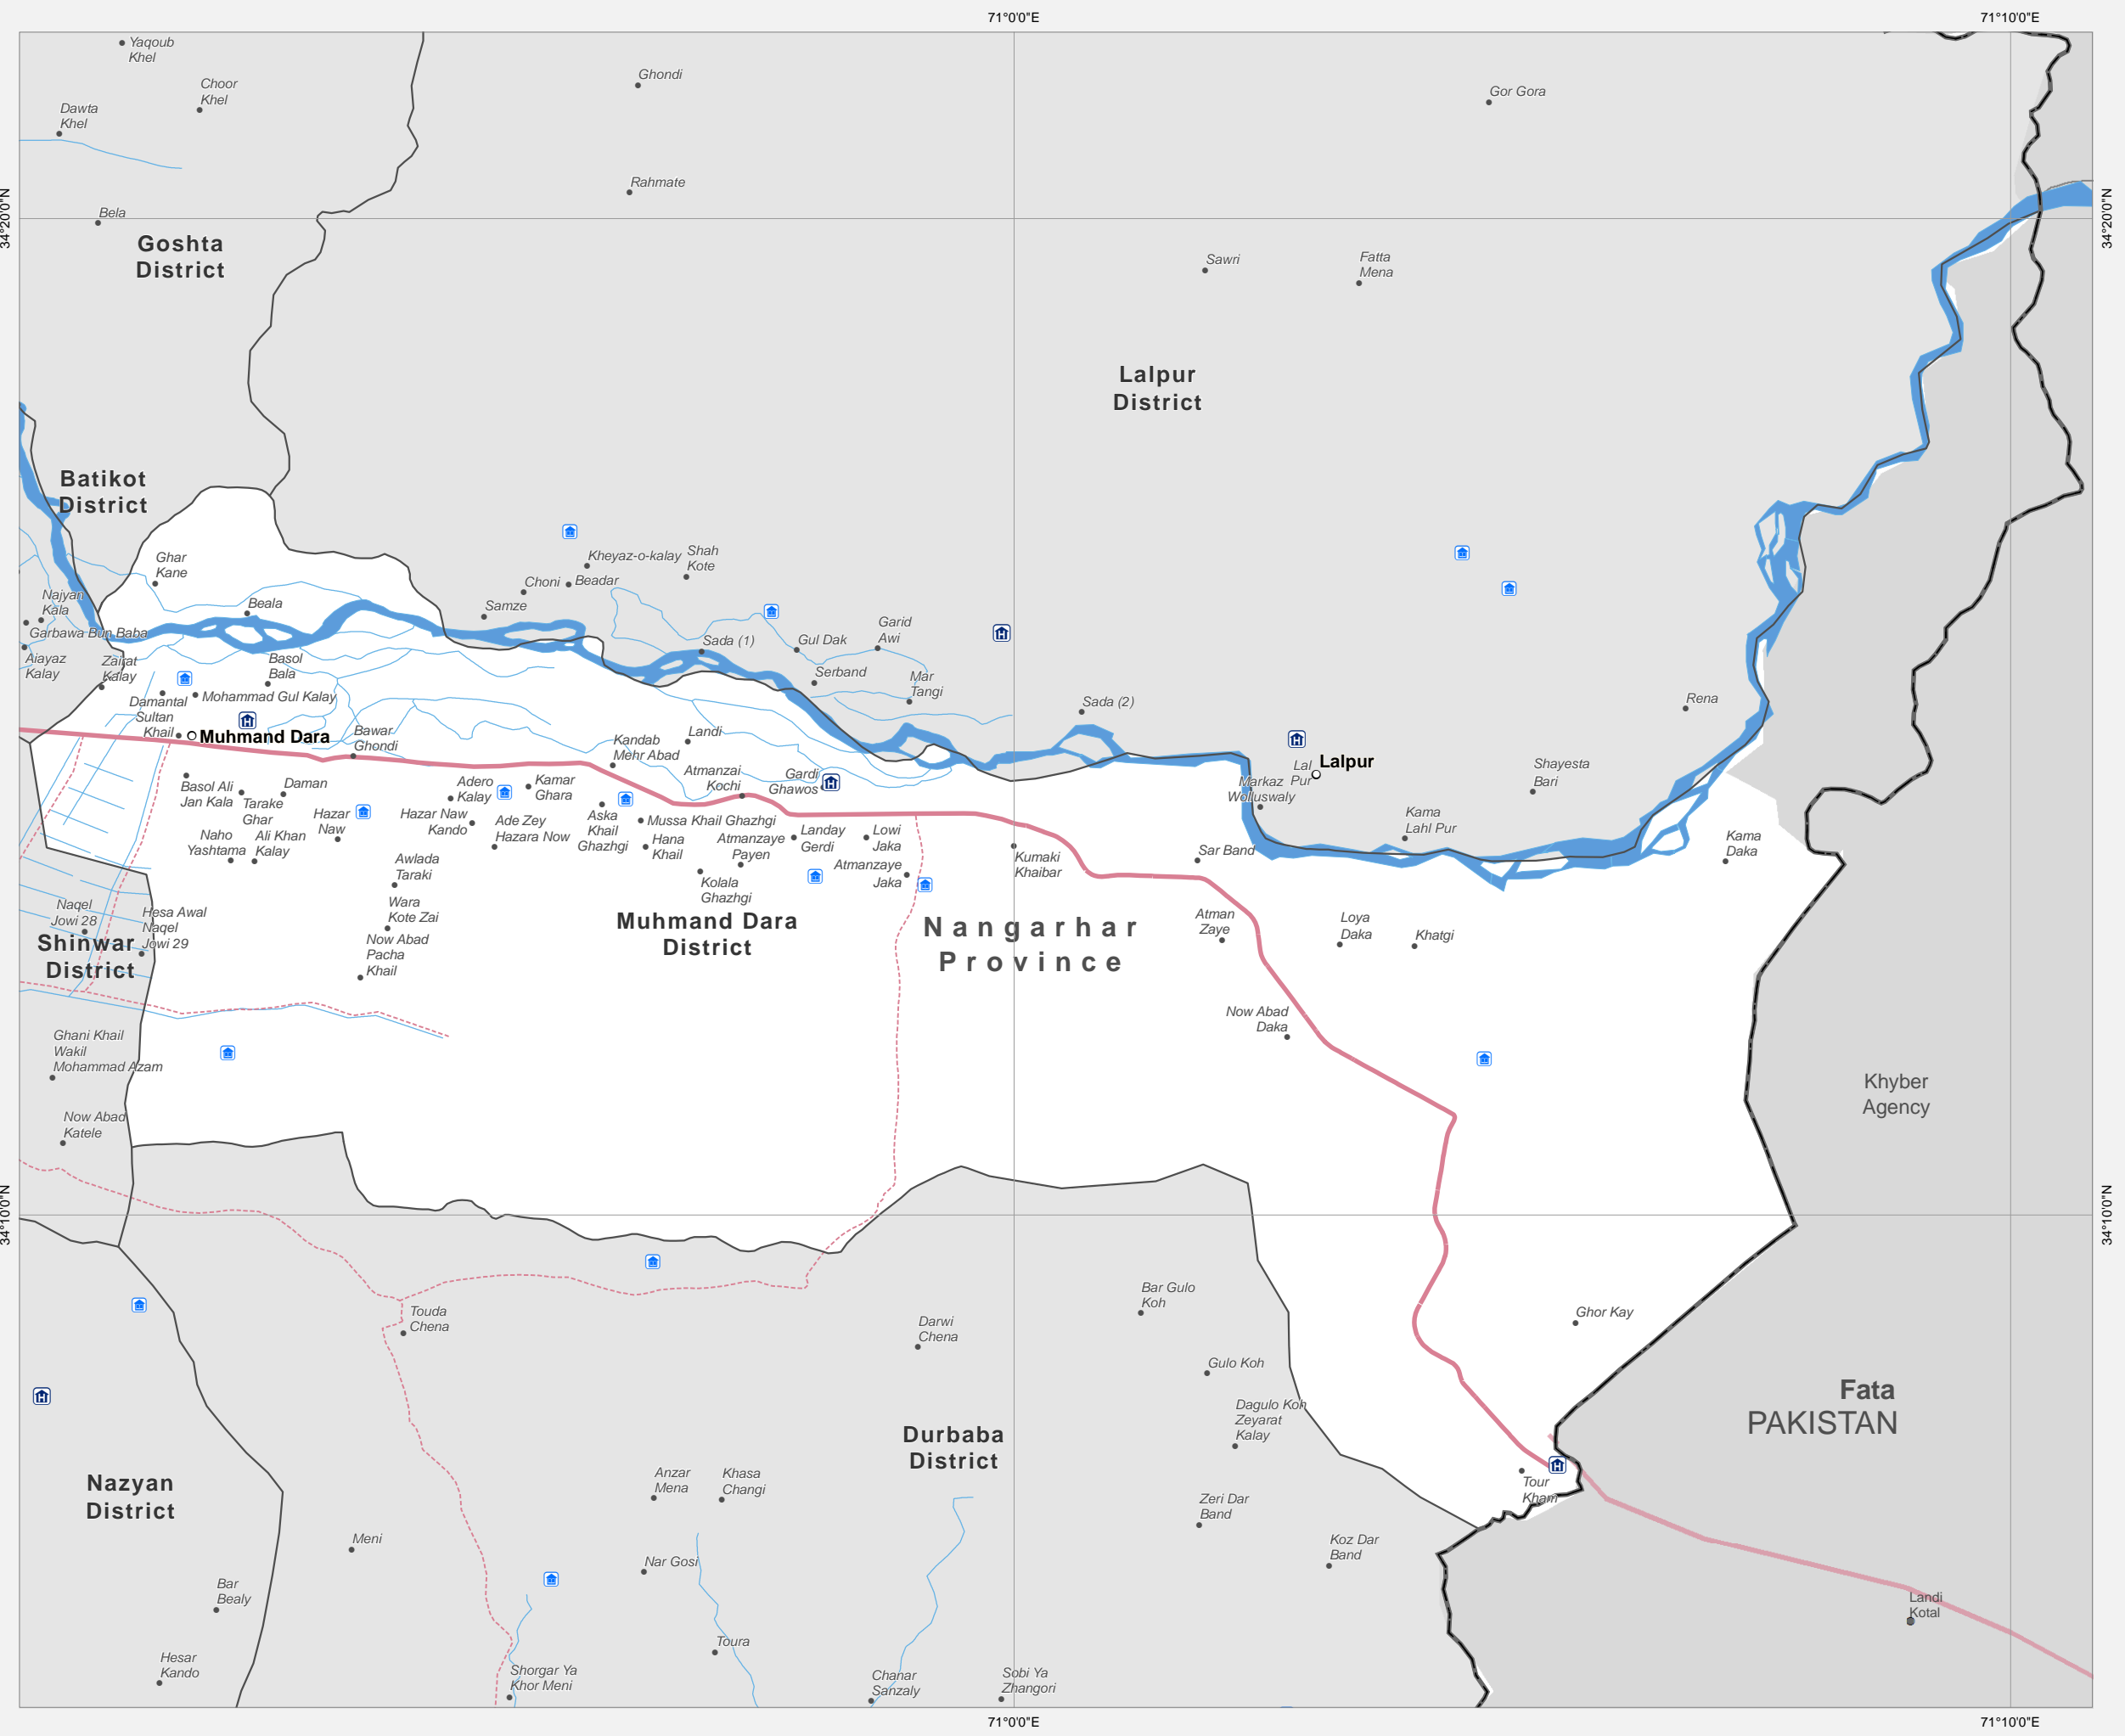 71°0'0"E
71°10'0"E
Yaqoub
Khel
Choor
Khel
Dawta
Khel
Ghondi
Gor Gora
Rahmate
34°20'0"N
34°20'0"N
Bela
Goshta
District
Sawri
Fatta
Mena
Lalpur
District
Batikot
District
Ghar
Kane
Kheyaz-o-kalay
Shah
Kote
Choni
Beadar
Samze
Beala
Najyan
Kala
Garbawa Bun Baba
Aiayaz
Kalay
Zairat
Kalay
Basol
Bala
Sada (1)
Gul Dak
Garid
Awi
Serband
Mar
Tangi
Sada (2)
Rena
Damantal
Sultan
Khail
Mohammad Gul Kalay
Muhmand Dara
Bawar
Ghondi
Landi
Kandab
Mehr Abad
Atmanzai
Kochi
Gardi
Ghawos
Lal
Pur
Lalpur
Markaz
Wolluswaly
Shayesta
Bari
Basol Ali
Jan Kala
Daman
Tarake
Ghar
Adero
Kalay
Kamar
Ghara
Hazar
Naw
Hazar Naw
Kando
Ade Zey
Hazara Now
Aska
Khail
Ghazhgi
Mussa Khail Ghazhgi
Hana
Khail
Atmanzaye
Payen
Landay
Gerdi
Lowi
Jaka
Naho
Yashtama
Ali Khan
Kalay
Kama
Lahl Pur
Kama
Daka
Sar Band
Kumaki
Khaibar
Awlada
Taraki
Kolala
Ghazhgi
Atmanzaye
Jaka
Wara
Kote Zai
Naqel
Jowi 28
Hesa Awal
Naqel
Jowi 29
Shinwar
District
Now Abad
Pacha
Khail
Muhmand Dara
District
Nangarhar
Province
Atman
Zaye
Loya
Daka
Khatgi
Now Abad
Daka
Ghani Khail
Wakil
Mohammad Azam
Now Abad
Katele
Khyber
Agency
34°10'0"N
34°10'0"N
Touda
Chena
Darwi
Chena
Bar Gulo
Koh
Ghor Kay
Gulo Koh
Dagulo Koh
Zeyarat
Kalay
Fata
PAKISTAN
Durbaba
District
Nazyan
District
Anzar
Mena
Khasa
Changi
Tour
Kham
Zeri Dar
Band
Koz Dar
Band
Meni
Nar Gosi
Bar
Bealy
Landi
Kotal
Toura
Hesar
Kando
Shorgar Ya
Khor Meni
Chanar
Sanzaly
Sobi Ya
Zhangori
71°0'0"E
71°10'0"E